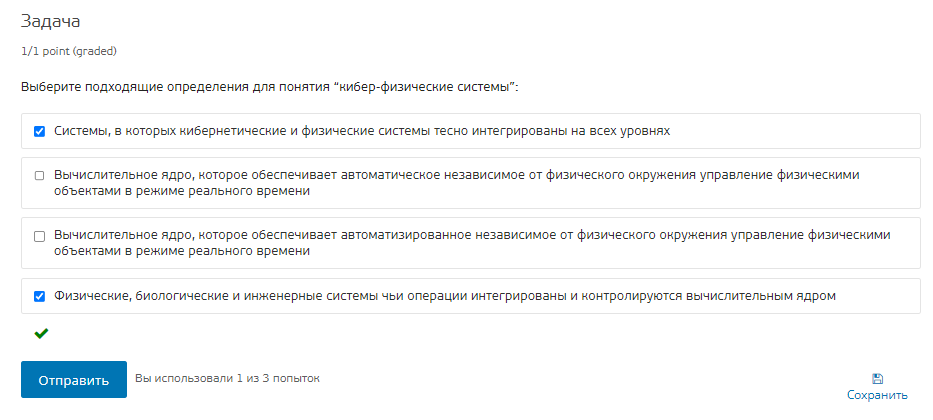 Задача
1/1 point (graded)
Выберите подходящие определения для понятия “кибер-физические системы”:
Системы, в которых кибернетические и физические системы тесно интегрированы на всех уровнях
Вычислительное ядро, которое обеспечивает автоматическое независимое от физического окружения управление физическими
объектами в режиме реального времени
Вычислительное ядро, которое обеспечивает автоматизированное независимое от физического окружения управление физическими
объектами в режиме реального времени
Физические, биологические и инженерные системы чьи операции интегрированы и контролируются вычислительным ядром
Отправить Вы использовали 1 из 3 попыток
Сохранить